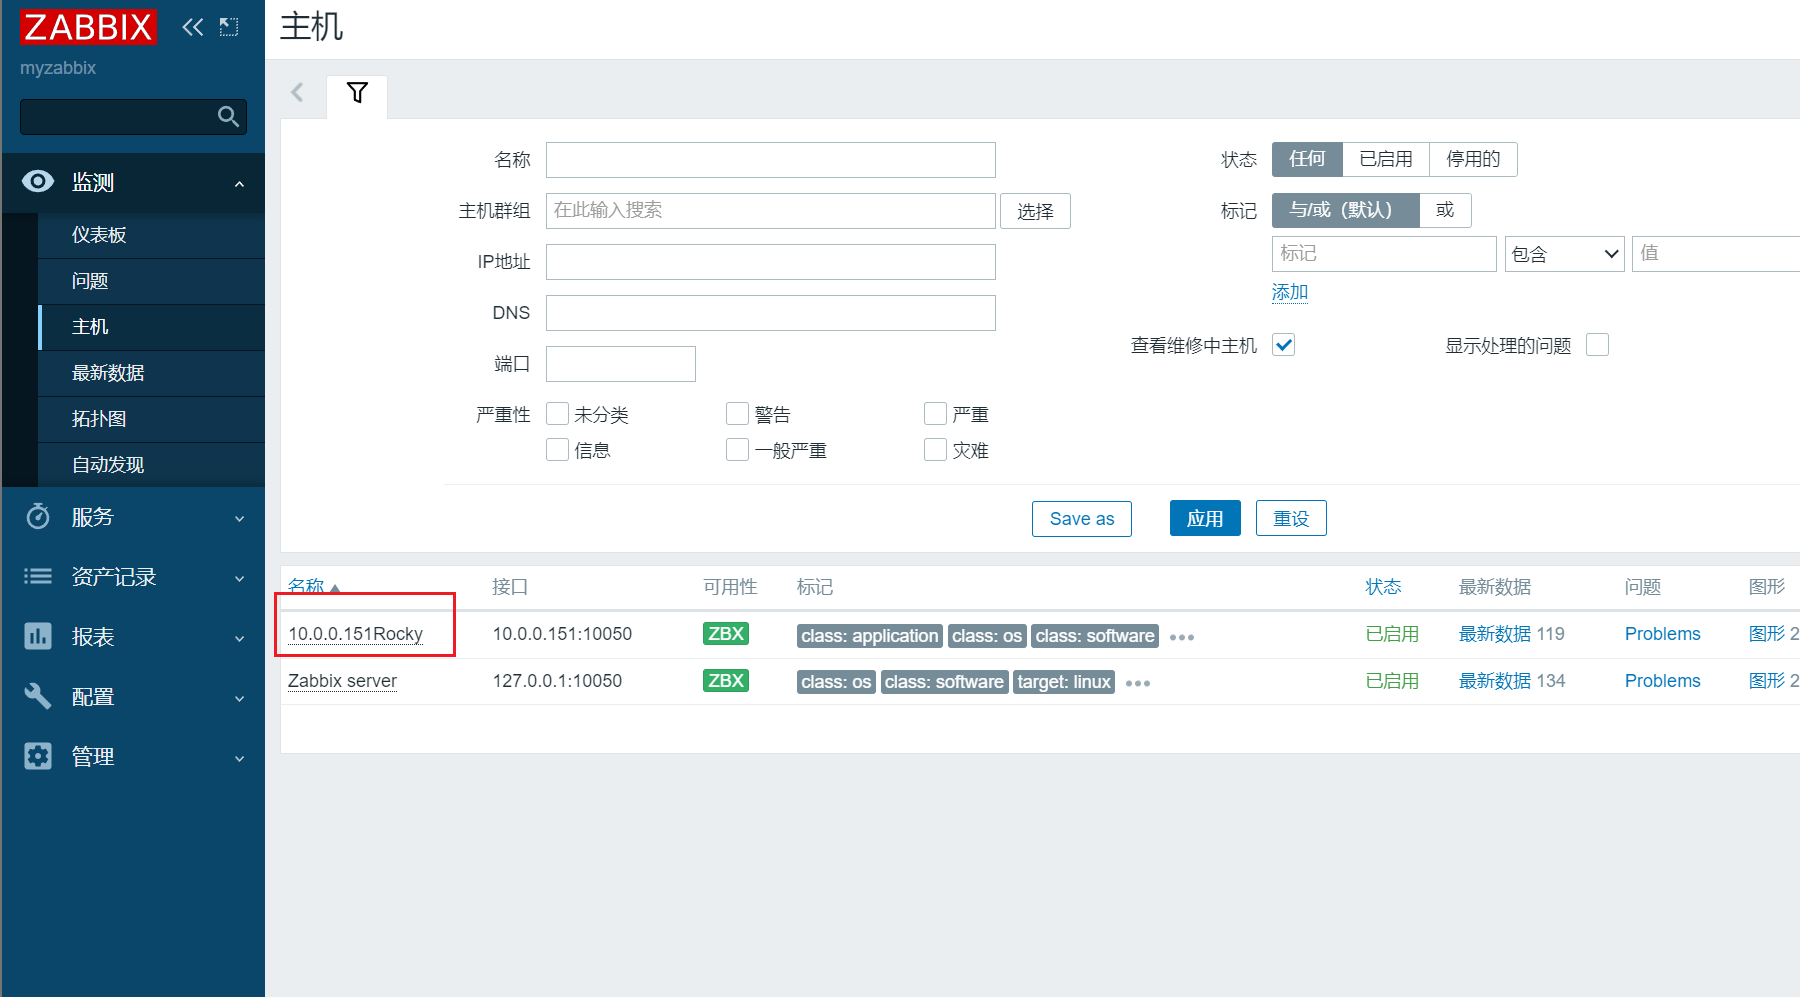 ZABBIX
myzabbix
监测
仪表板
问题
主机
最新数据
拓扑图
自动发现
服务
资产记录
报表
配置
管理
主机
名称
主机群组 在此输入搜索 选择
IP地址
DNS
端口
严重性 未分类 警告 严重
信息 一般严重 灾难
状态 任何 已启用 停用的
标记 与/或（默认） 或
标记 包含 值
添加
查看维修中主机 显示处理的问题
Save as 应用 重设
名称 接口 可用性 标记 状态 最新数据 问题 图形
10.0.0.151Rocky 10.0.0.151:10050 ZBX class: application class: os class: software 已启用 最新数据 119 Problems 图形 2
Zabbix server 127.0.0.1:10050 ZBX class: os class: software target: linux 已启用 最新数据 134 Problems 图形 2